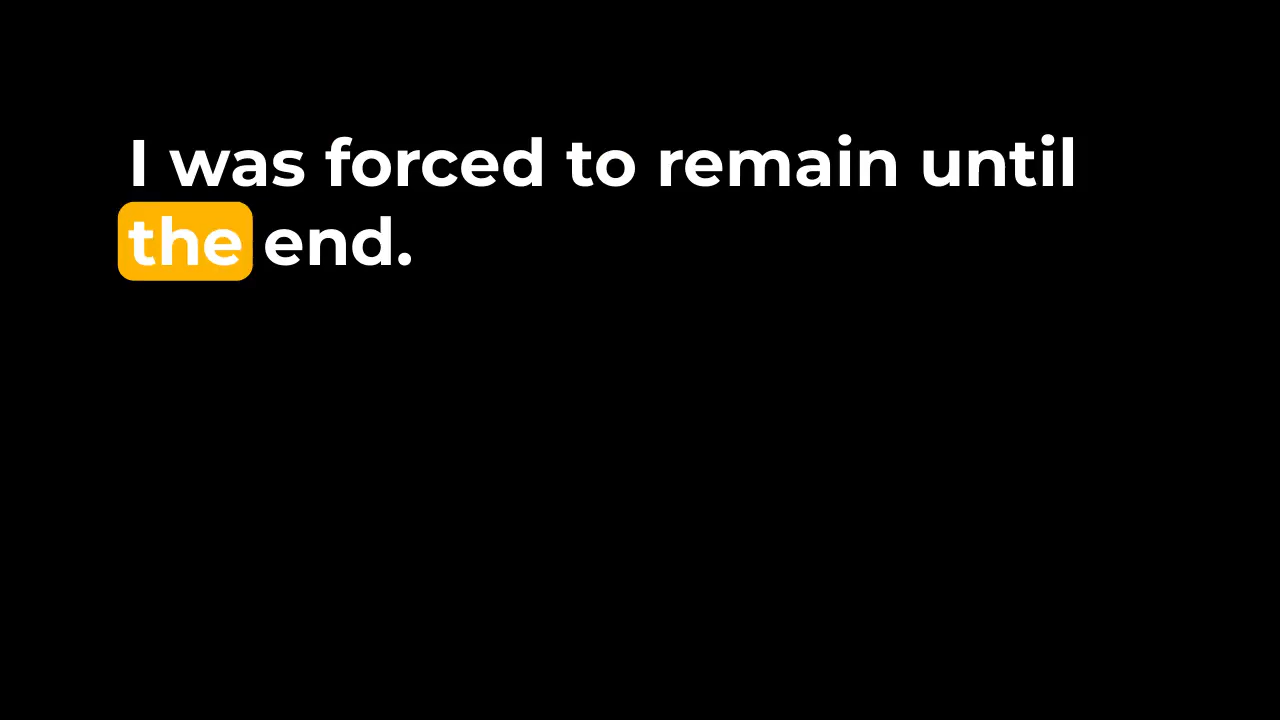 I was forced to remain until
the end.